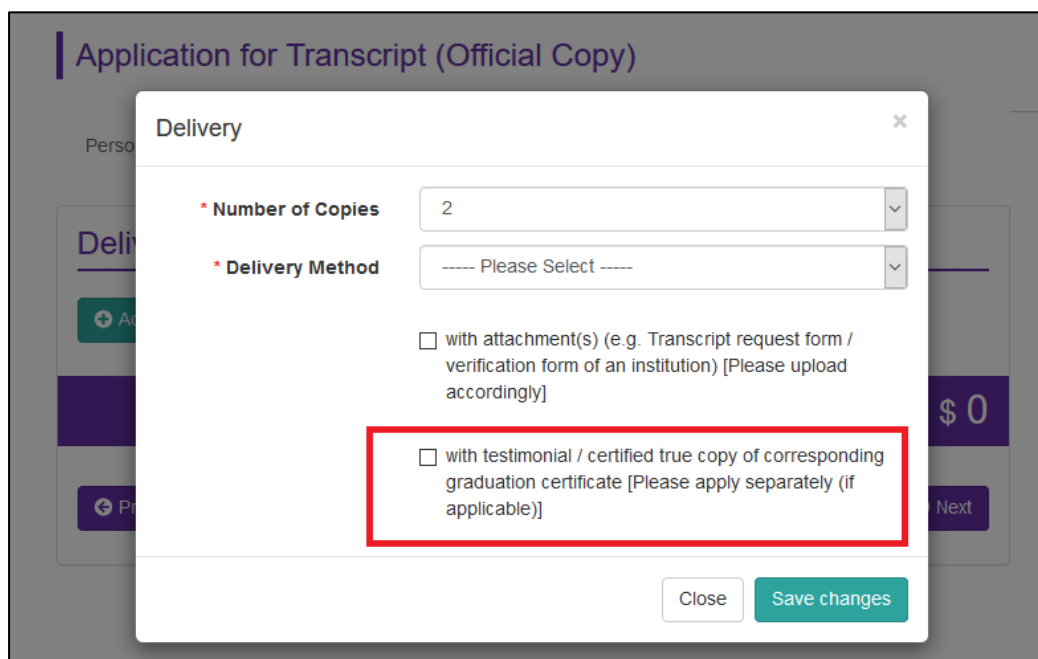 Application for Transcript (Official Copy)
Delivery
×
Perso
* Number of Copies
2
Deli
* Delivery Method
----- Please Select -----
with attachment(s) (e.g. Transcript request form /
verification form of an institution) [Please upload
accordingly]
$ 0
with testimonial / certified true copy of corresponding
graduation certificate [Please apply separately (if
applicable)]
Pr
Next
Close
Save changes